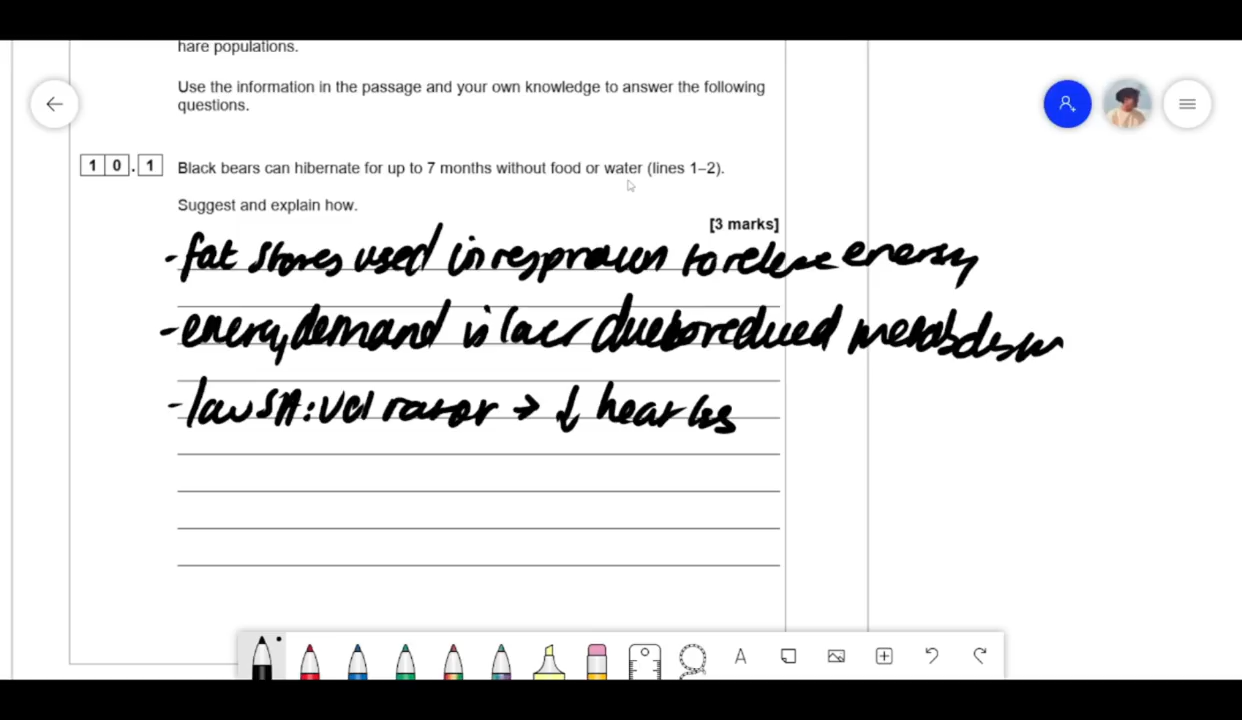 hare populations.
Use the information in the passage and your own knowledge to answer the following
questions.
10.1 Black bears can hibernate for up to 7 months without food or water (lines 1–2).
Suggest and explain how.
[3 marks]
- fat stores used in respiration to release energy
- energy demand is lower due to reduced metabolism
- low SA:Vol ratio → ↓ heat loss
A